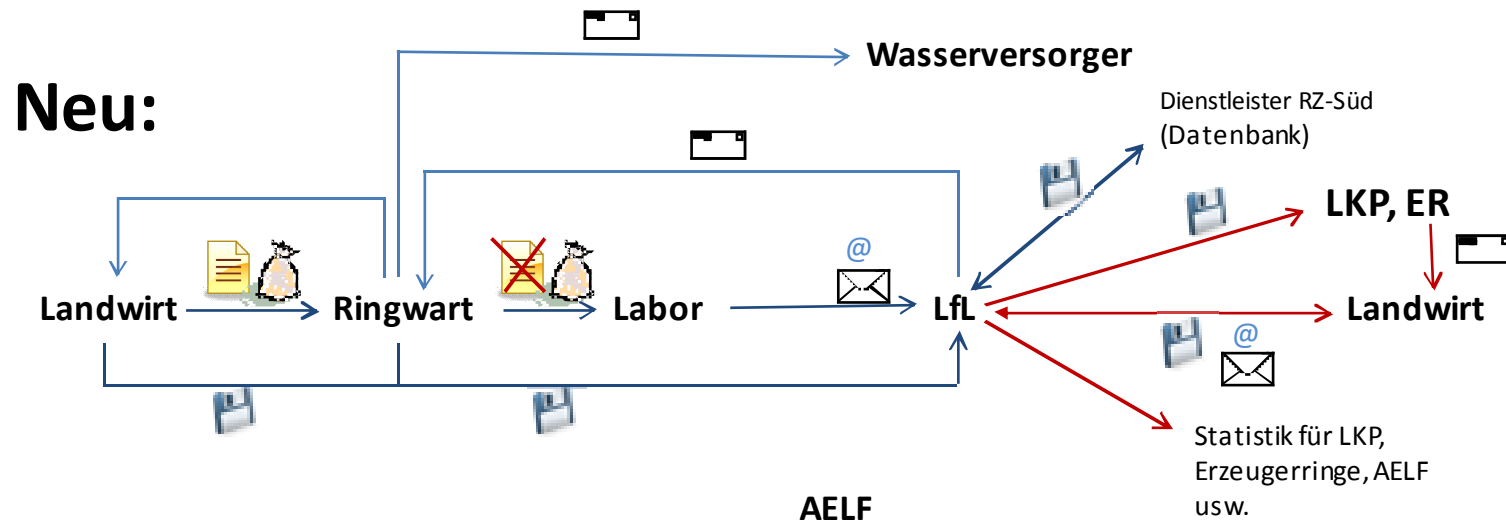 Wasserversorger
Neu:
Dienstleister RZ-Süd
(Datenbank)
LKP, ER
@
Landwirt
Ringwart
Labor
LfL
Landwirt
@
Statistik für LKP,
Erzeugerringe, AELF
usw.
AELF